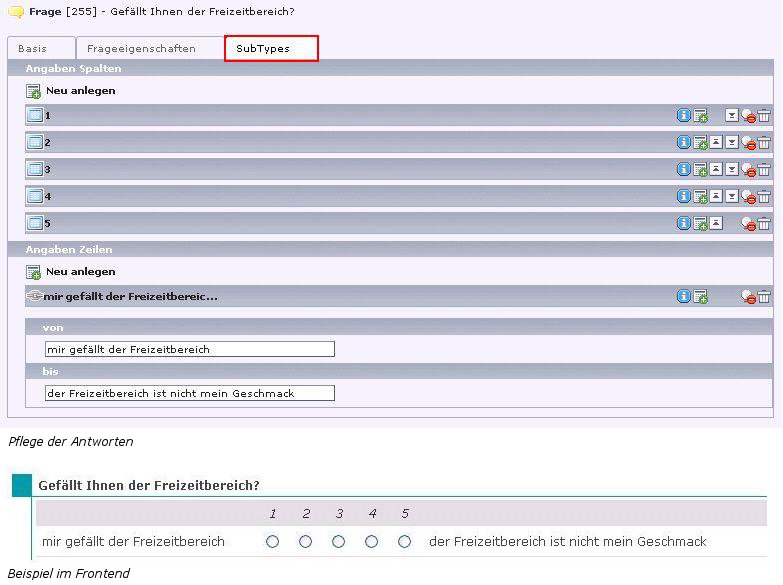 Frage [255] - Gefällt Ihnen der Freizeitbereich?
Basis Frageeigenschaften SubTypes
Angaben Spalten
Neu anlegen
1
2
3
4
5
Angaben Zeilen
Neu anlegen
mir gefällt der Freizeitbereic...
von
mir gefällt der Freizeitbereich
bis
der Freizeitbereich ist nicht mein Geschmack
Pflege der Antworten
Gefällt Ihnen der Freizeitbereich?
1 2 3 4 5
mir gefällt der Freizeitbereich der Freizeitbereich ist nicht mein Geschmack
Beispiel im Frontend